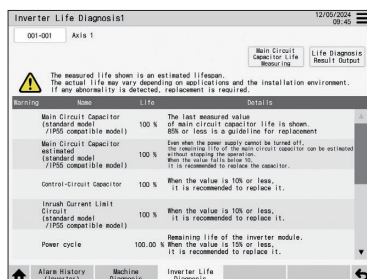 Inverter Life Diagnosis1
12/05/2024
09:45
001-001
Axis 1
Main Circuit
Capacitor Life
Measuring
Life Diagnosis
Result Output
The measured life shown is an estimated lifespan.
The actual life may vary depending on applications and the installation environment.
If any abnormality is detected, replacement is required.
Warning Name Life Details
Main Circuit Capacitor
(standard model
/IP55 compatible model)
100 %
The last measured value
of main circuit capacitor life is shown.
85% or less is a guideline for replacement
Main Circuit Capacitor
estimated
(standard model
/IP55 compatible model)
100 %
Even when the power supply cannot be turned off,
the remaining life of the main circuit capacitor can be estimated
without stopping the operation.
When the value falls below 10,
it is recommended to replace the capacitor.
Control-Circuit Capacitor
100 %
When the value is 10% or less,
it is recommended to replace it.
Inrush Current Limit
Circuit
(standard model
/IP55 compatible model)
100 %
When the value is 10% or less,
it is recommended to replace it.
Power cycle
100.00 %
Remaining life of the inverter module.
When the value is 15% or less,
it is recommended to replace it.
Alarm History
(Inverter)
Machine
Diagnosis
Inverter Life
Diagnosis